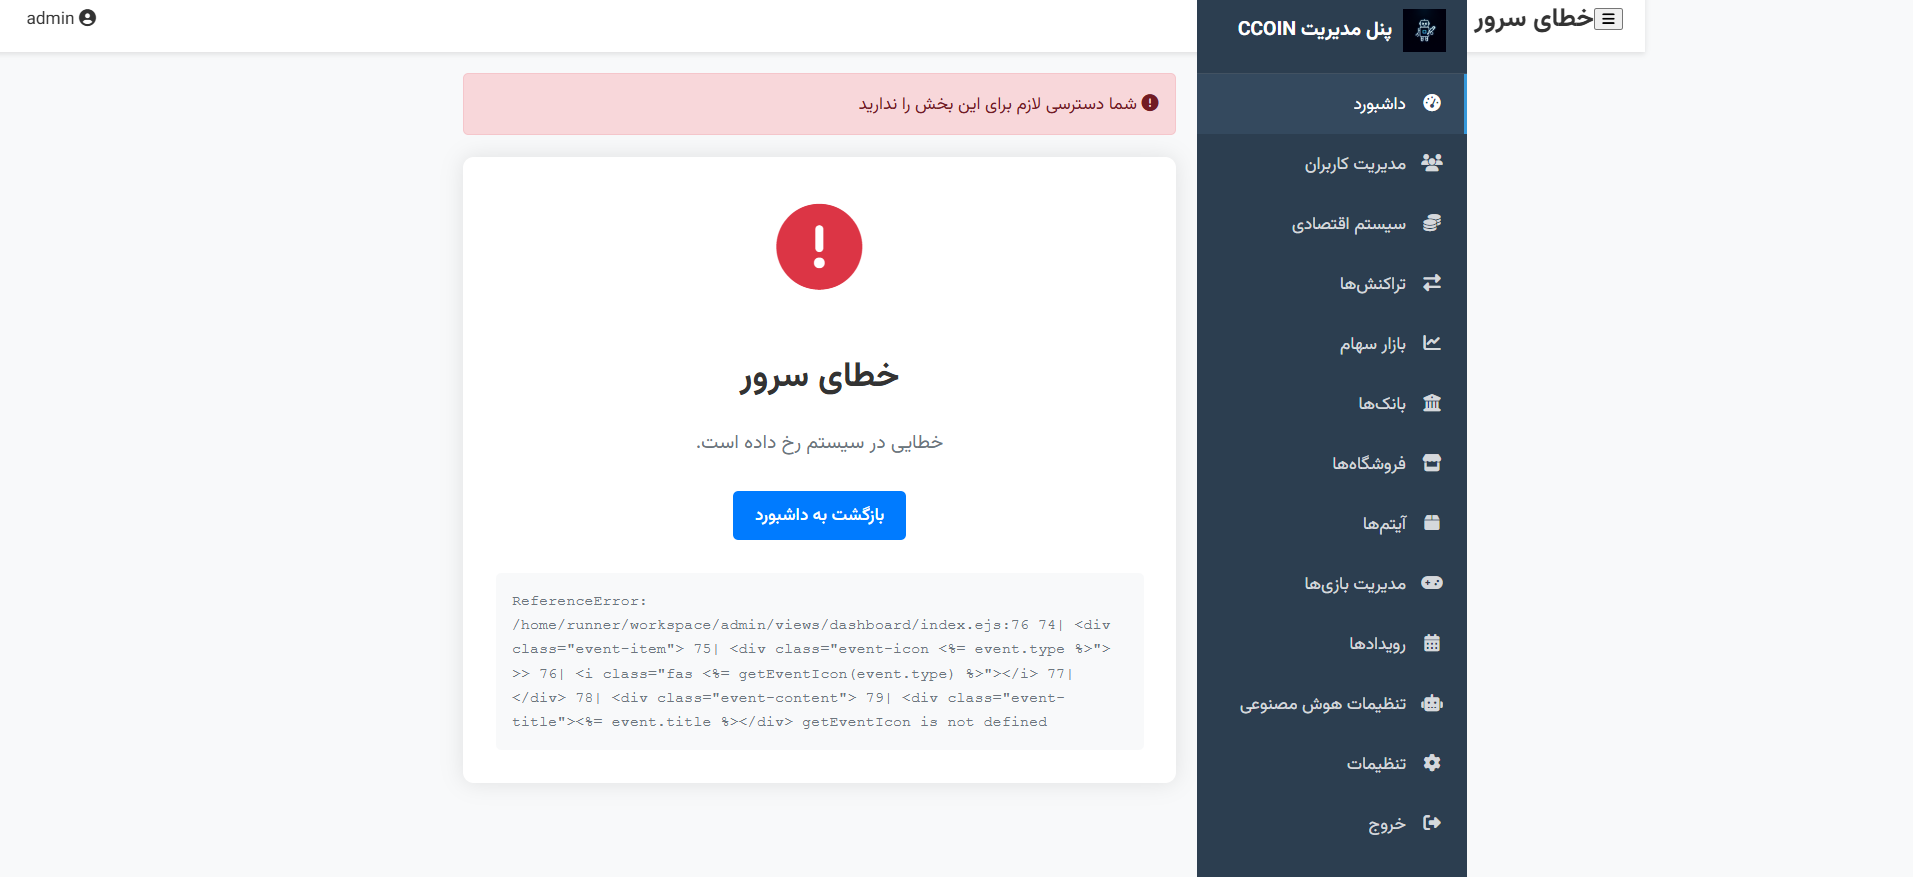 خطای سرور
پنل مدیریت CCOIN
admin
داشبورد
مدیریت کاربران
سیستم اقتصادی
تراکنش‌ها
بازار سهام
بانک‌ها
فروشگاه‌ها
آیتم‌ها
مدیریت بازی‌ها
رویدادها
تنظیمات هوش مصنوعی
تنظیمات
خروج
شما دسترسی لازم برای این بخش را ندارید
خطای سرور
خطایی در سیستم رخ داده است.
بازگشت به داشبورد
ReferenceError:
/home/runner/workspace/admin/views/dashboard/index.ejs:76 74| <div
class="event-item"> 75| <div class="event-icon <%= event.type %>">
>> 76| <i class="fas <%= getEventIcon(event.type) %>"></i> 77|
</div> 78| <div class="event-content"> 79| <div class="event-
title"><%= event.title %></div> getEventIcon is not defined